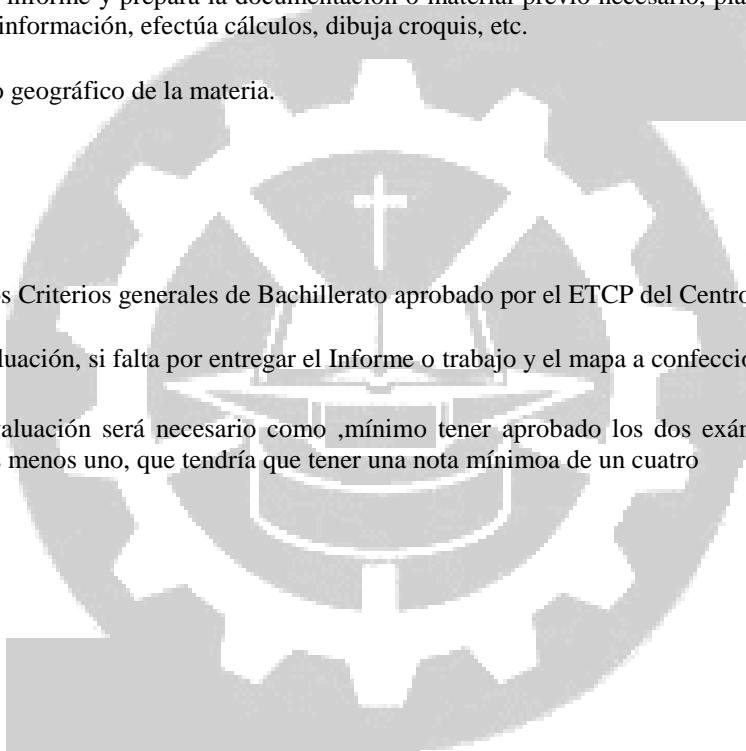 informe y prepara la documentación o material previo necesario, pla
información, efectúa cálculos, dibuja croquis, etc.
o geográfico de la materia.
s Criterios generales de Bachillerato aprobado por el ETCP del Centro
luación, si falta por entregar el Informe o trabajo y el mapa a confeccio
valuación será necesario como ,mínimo tener aprobado los dos exám
s menos uno, que tendría que tener una nota mínimoa de un cuatro